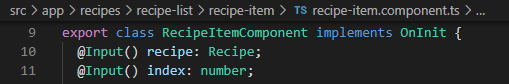 src > app > recipes > recipe-list > recipe-item > TS recipe-item.component.ts > ...
9 export class RecipeItemComponent implements OnInit {
10 @Input() recipe: Recipe;
11 @Input() index: number;